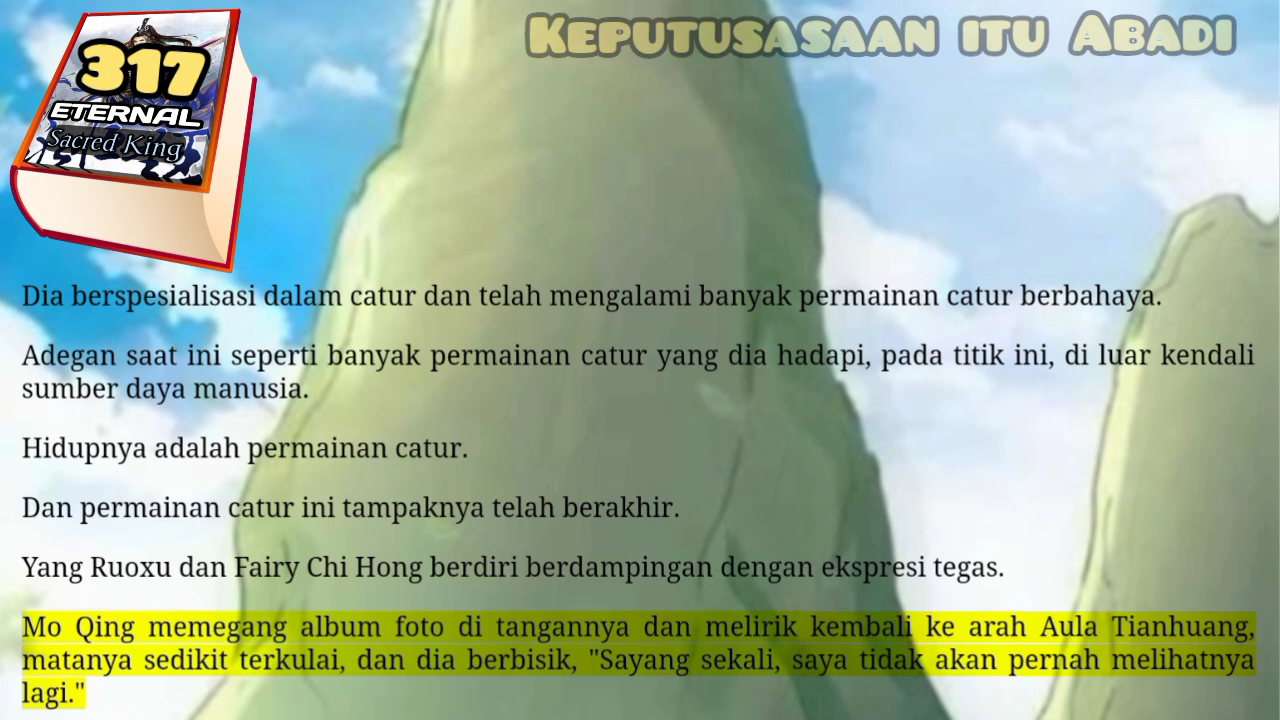 Keputusasaan itu Abadi
317
ETERNAL
Sacred King
Dia berspesialisasi dalam catur dan telah mengalami banyak permainan catur berbahaya.
Adegan saat ini seperti banyak permainan catur yang dia hadapi, pada titik ini, di luar kendali
sumber daya manusia.
Hidupnya adalah permainan catur.
Dan permainan catur ini tampaknya telah berakhir.
Yang Ruoxu dan Fairy Chi Hong berdiri berdampingan dengan ekspresi tegas.
Mo Qing memegang album foto di tangannya dan melirik kembali ke arah Aula Tianhuang,
matanya sedikit terkulai, dan dia berbisik, "Sayang sekali, saya tidak akan pernah melihatnya
lagi."